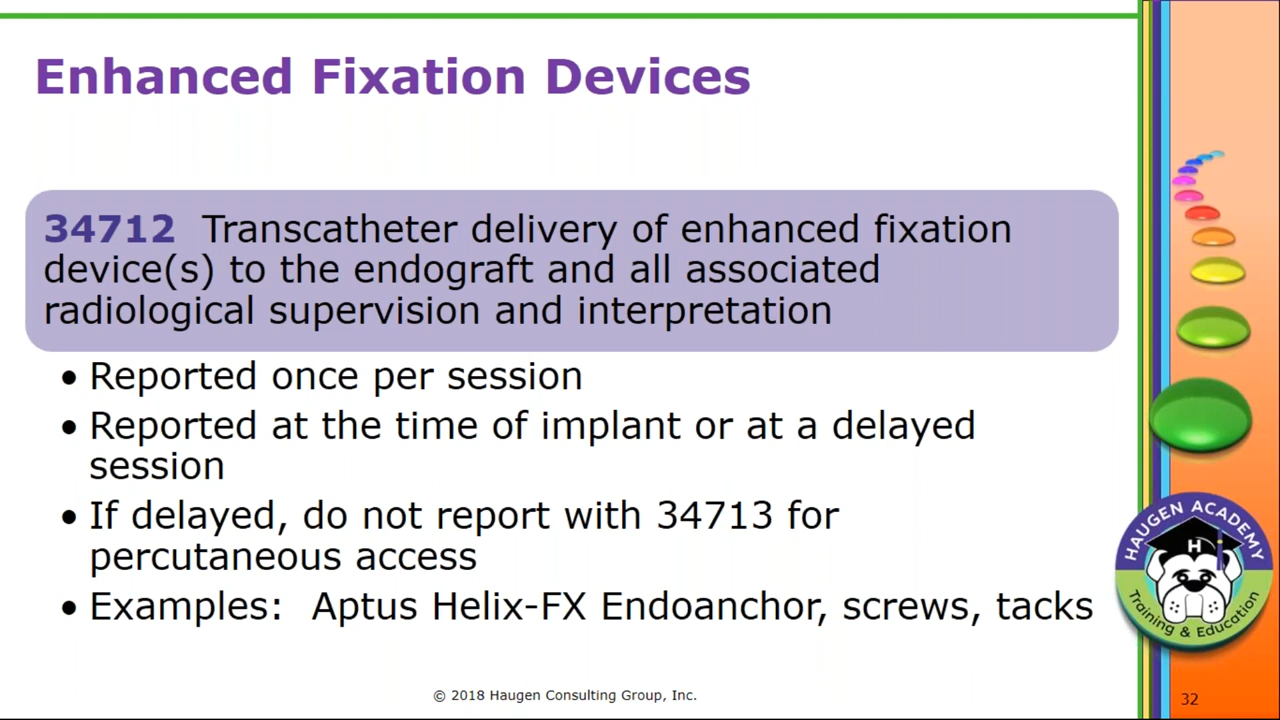 Enhanced Fixation Devices
34712 Transcatheter delivery of enhanced fixation
device(s) to the endograft and all associated
radiological supervision and interpretation
• Reported once per session
• Reported at the time of implant or at a delayed
session
• If delayed, do not report with 34713 for
percutaneous access
• Examples: Aptus Helix-FX Endoanchor, screws, tacks
HAUGEN ACADEMY
H
Training & Education
© 2018 Haugen Consulting Group, Inc.
32